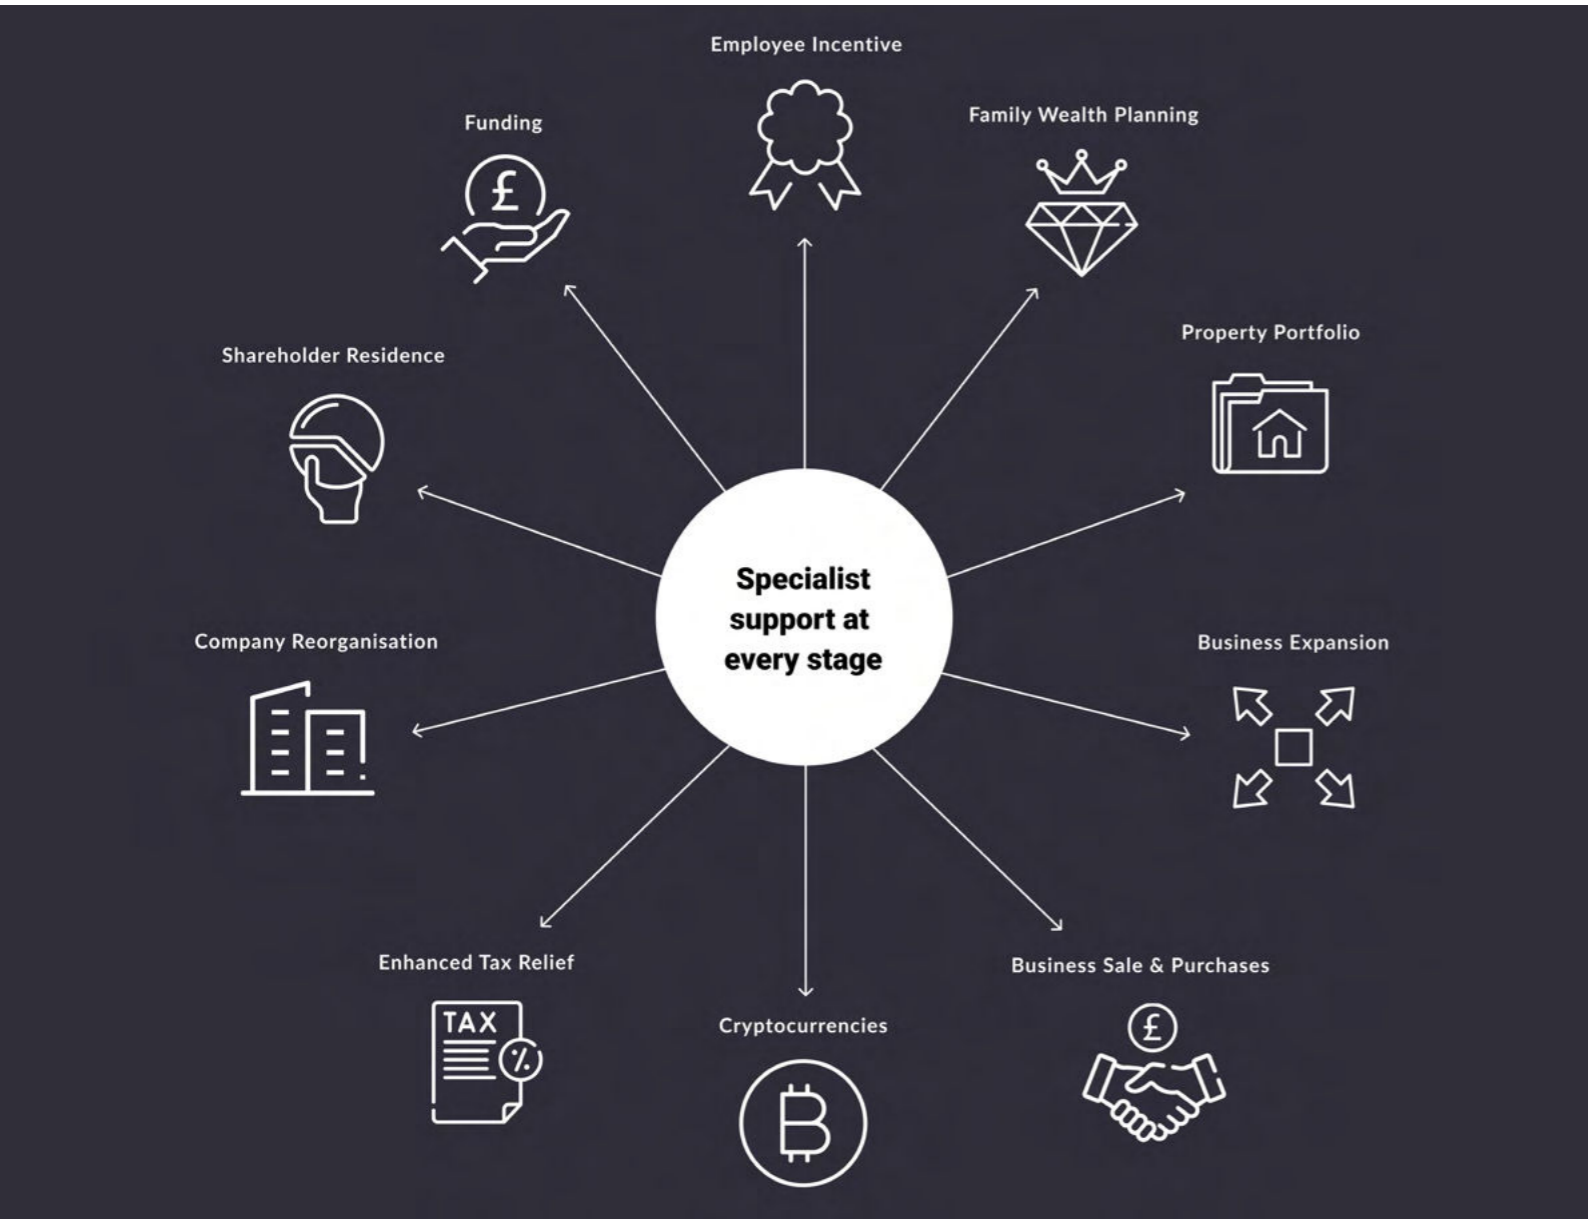 Employee Incentive
Funding
Family Wealth Planning
£
Property Portfolio
Shareholder Residence
Specialist
support at
every stage
Company Reorganisation
Business Expansion
Enhanced Tax Relief
Business Sale & Purchases
TAX
%
£
Cryptocurrencies
B